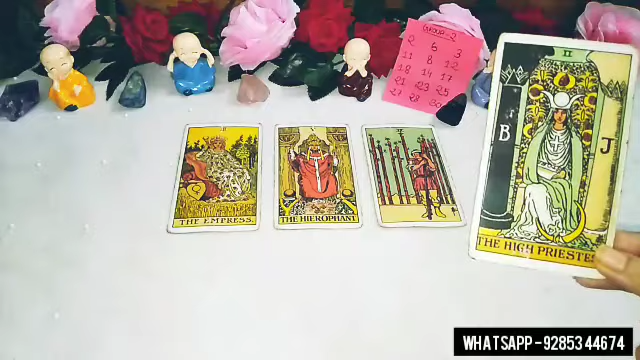 GROUP-2
2 6 3
11 8 12
18 14 17
21 23 25
27 28 30
II
B J
THE EMPRESS.
V
THE HIEROPHANT
THE HIGH PRIESTES
WHATSAPP-9285344674